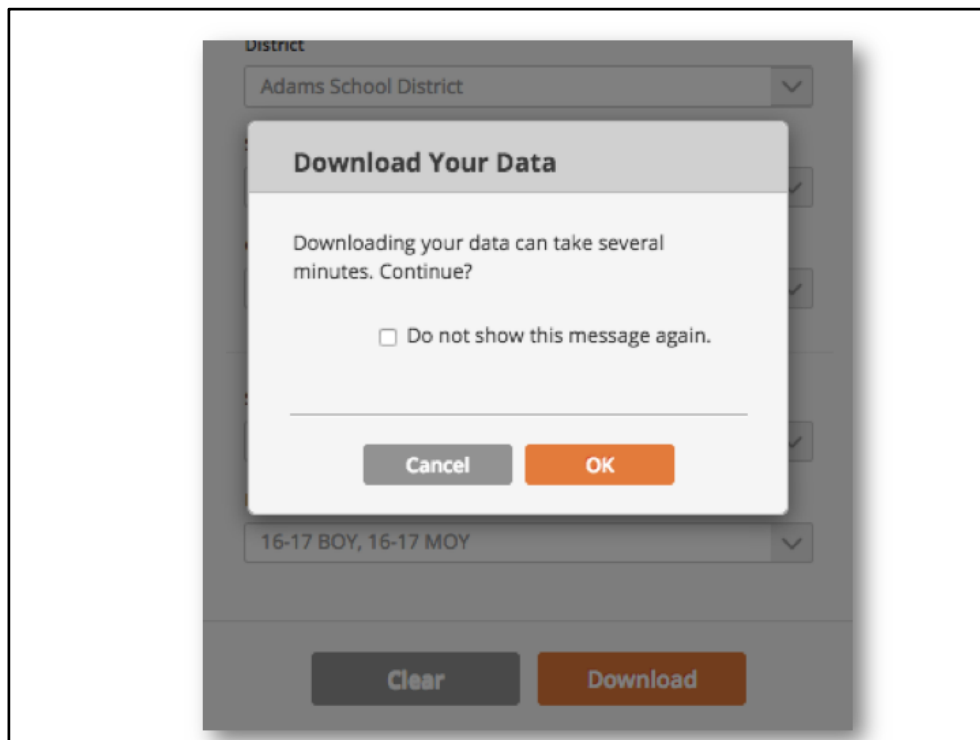 District
Adams School District
Download Your Data
Downloading your data can take several
minutes. Continue?
Do not show this message again.
Cancel
OK
16-17 BOY, 16-17 MOY
Clear
Download